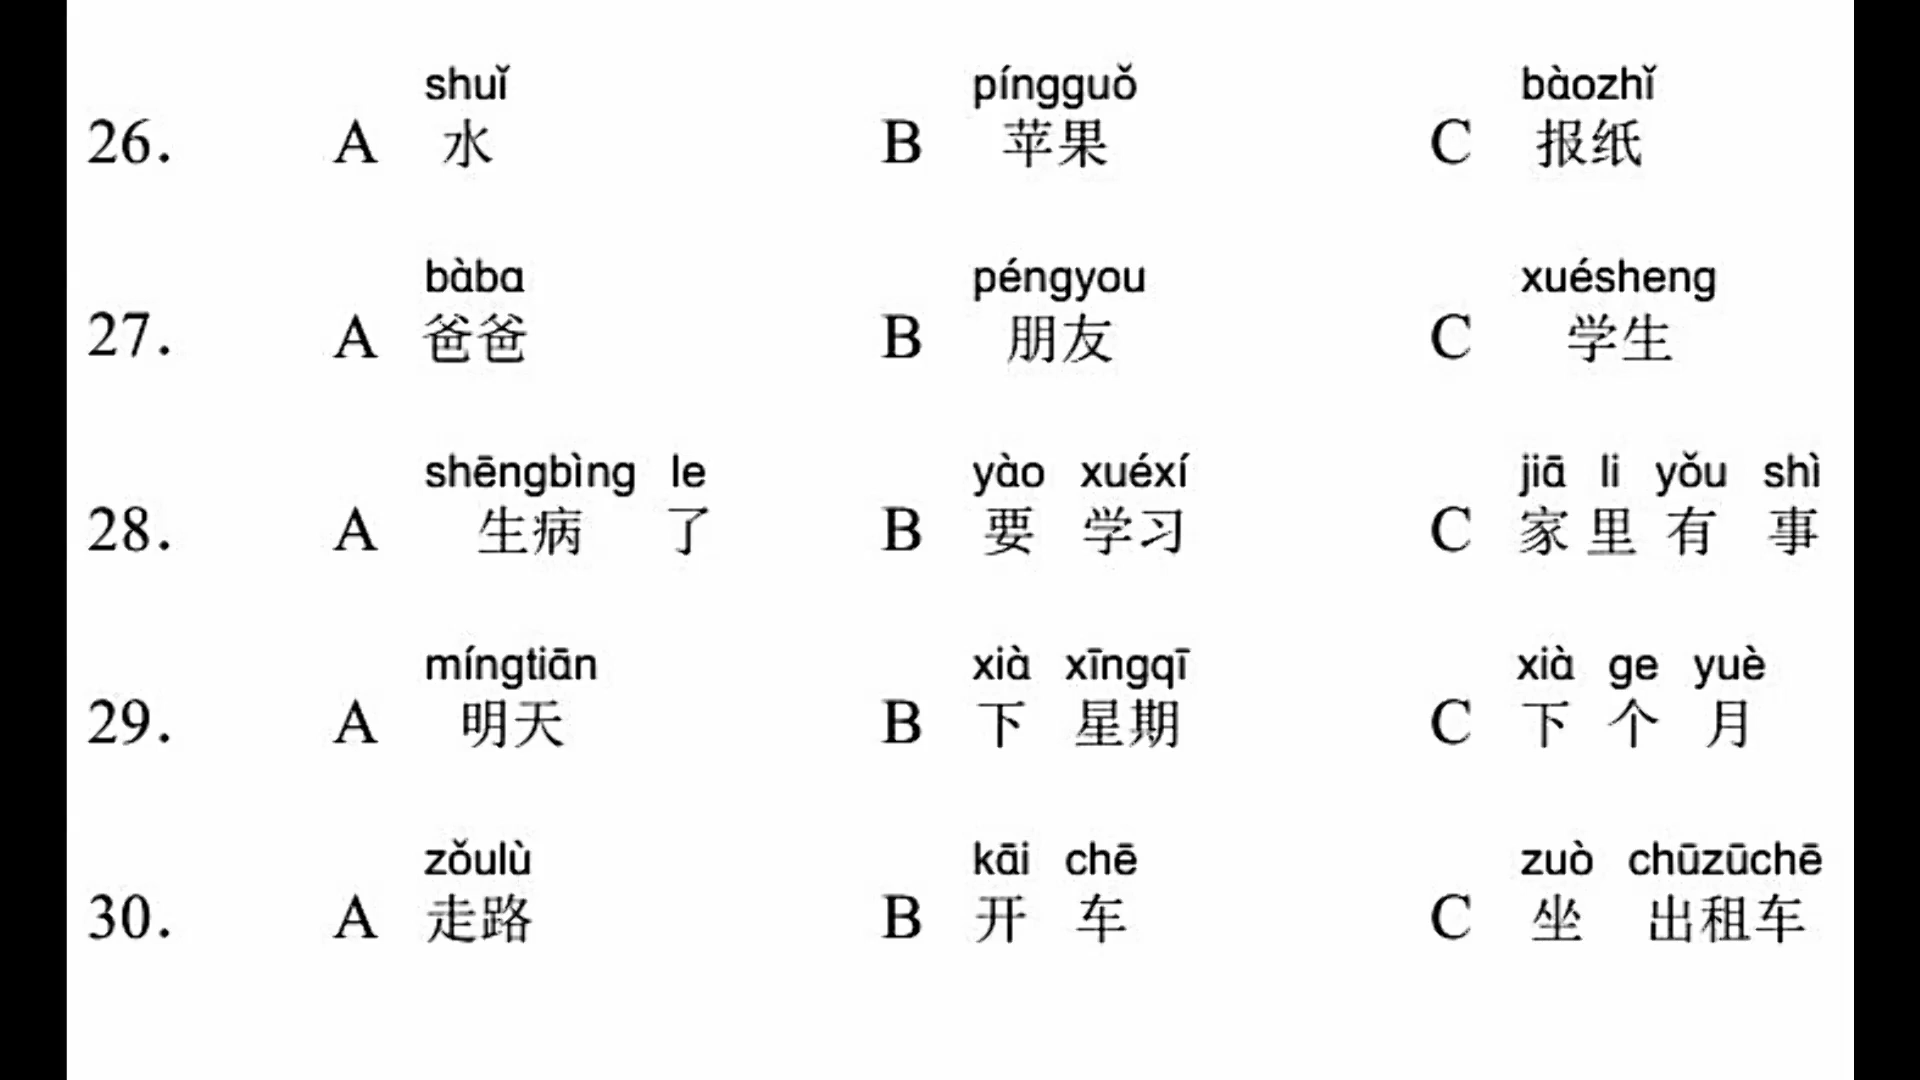 shuǐ píngguǒ bàozhǐ
26. A 水 B 苹果 C 报纸
bàba péngyou xuésheng
27. A 爸爸 B 朋友 C 学生
shēngbìng le yào xuéxí jiā li yǒu shì
28. A 生病 了 B 要 学习 C 家 里 有 事
míngtiān xià xīngqī xià ge yuè
29. A 明天 B 下 星期 C 下 个 月
zǒulù kāi chē zuò chūzūchē
30. A 走路 B 开 车 C 坐 出租车